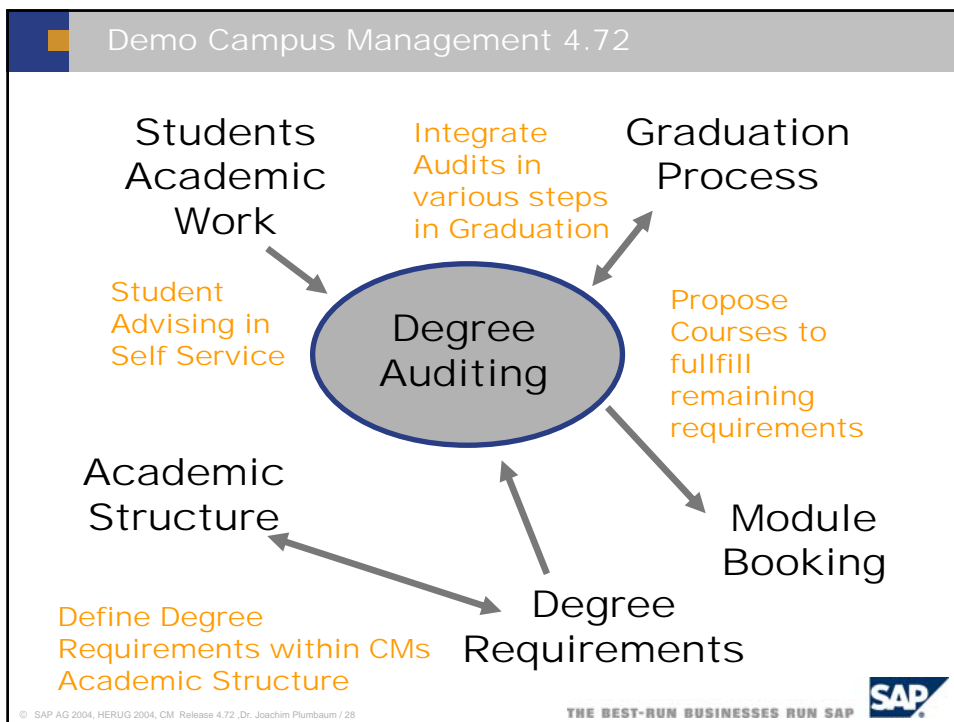 Demo Campus Management 4.72
Students
Academic
Work
Integrate
Audits in
various steps
in Graduation
Graduation
Process
Student
Advising in
Self Service
Degree
Auditing
Propose
Courses to
fullfill
remaining
requirements
Academic
Structure
Module
Booking
Degree
Requirements
Define Degree
Requirements within CMs
Academic Structure
© SAP AG 2004, HERUG 2004, CM Release 4.72 ,Dr. Joachim Plumbaum / 28
THE BEST-RUN BUSINESSES RUN SAP
SAP